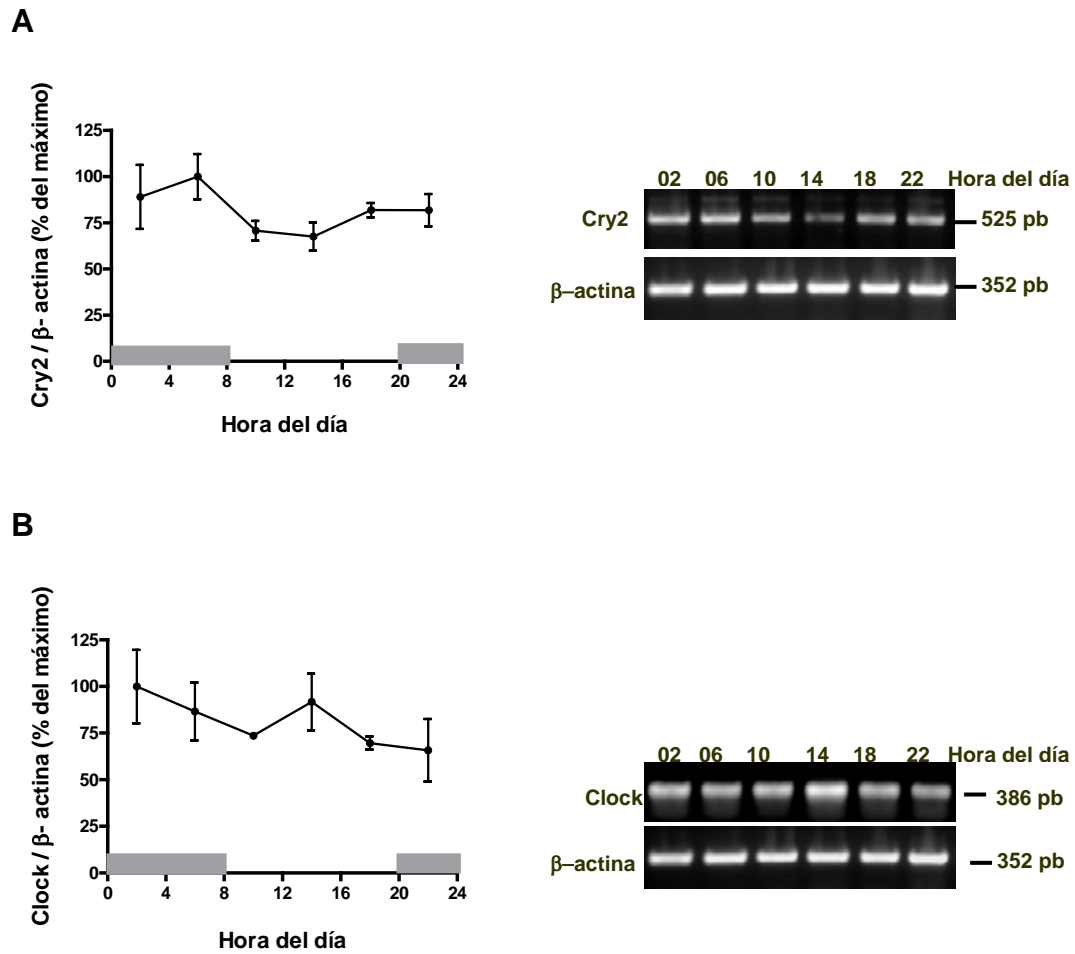 A
Cry2 / β- actina (% del máximo)
125
100
75
50
25
0
0 4 8 12 16 20 24
Hora del día
02 06 10 14 18 22 Hora del día
Cry2 525 pb
β–actina 352 pb
B
Clock / β- actina (% del máximo)
125
100
75
50
25
0
0 4 8 12 16 20 24
Hora del día
02 06 10 14 18 22 Hora del día
Clock 386 pb
β–actina 352 pb